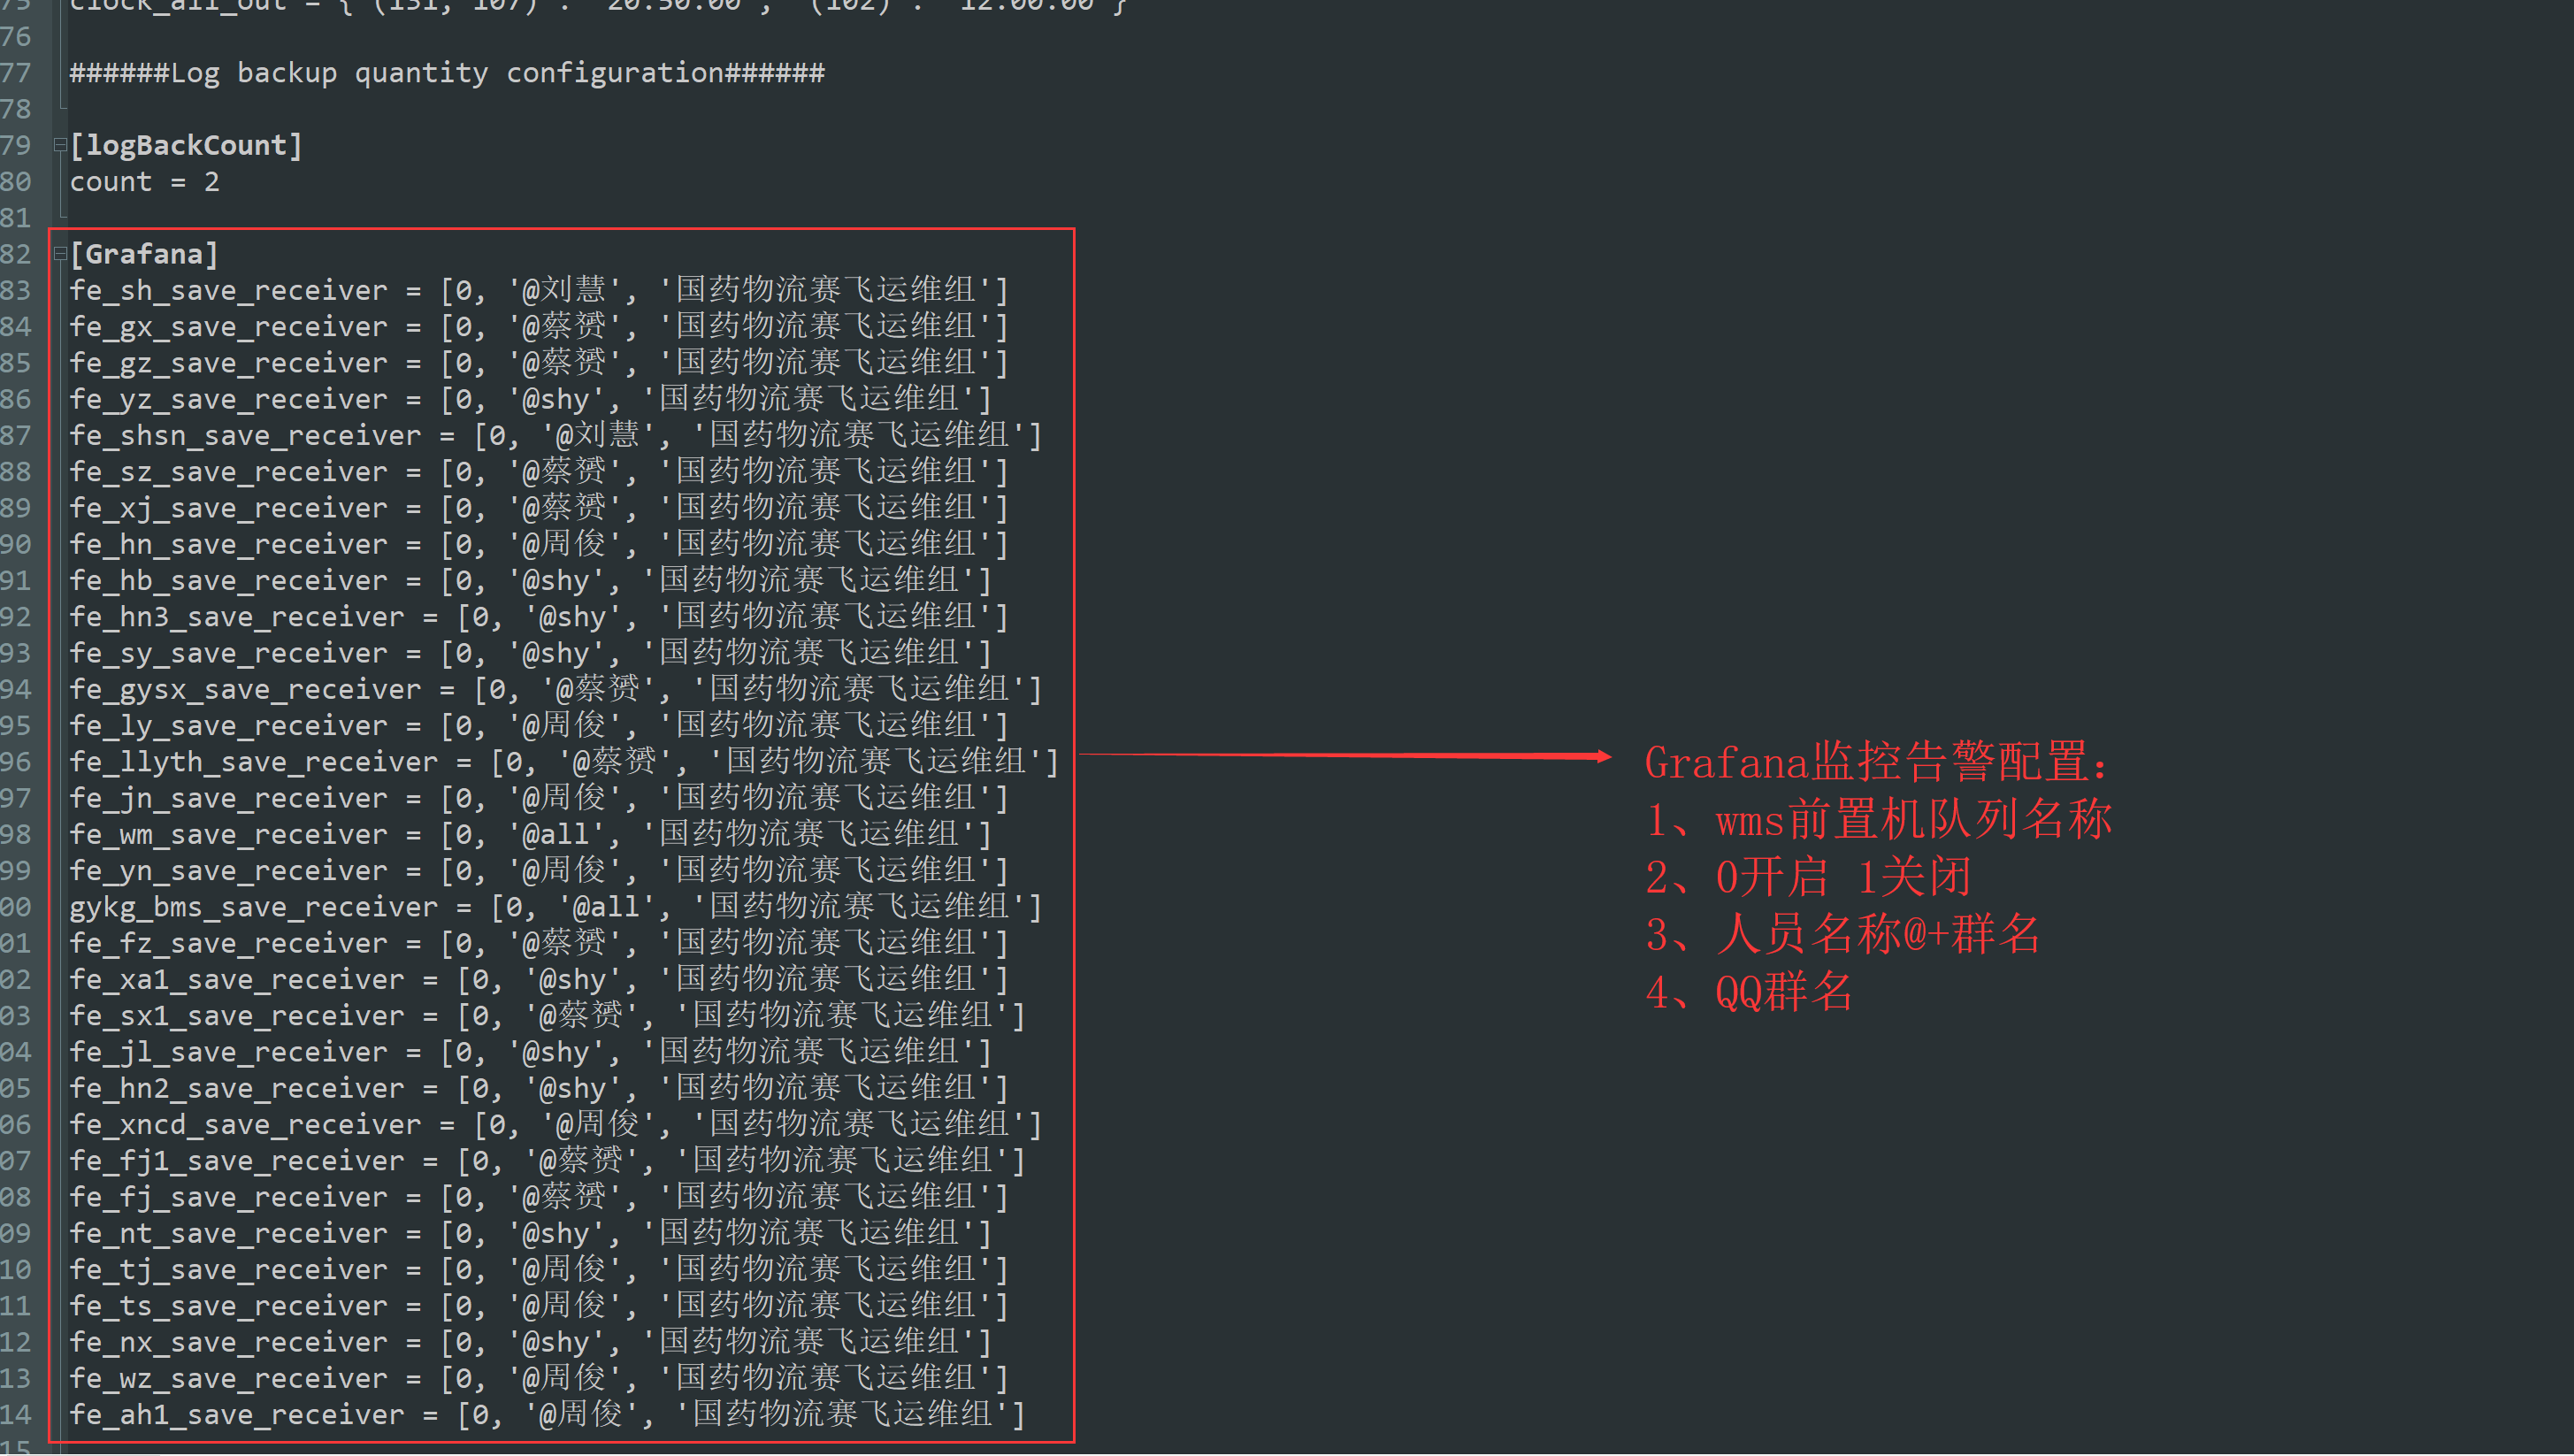 76
77 ######Log backup quantity configuration######
78
79 [logBackCount]
80 count = 2
81
82 [Grafana]
83 fe_sh_save_receiver = [0, '@刘慧', '国药物流赛飞运维组']
84 fe_gx_save_receiver = [0, '@蔡赟', '国药物流赛飞运维组']
85 fe_gz_save_receiver = [0, '@蔡赟', '国药物流赛飞运维组']
86 fe_yz_save_receiver = [0, '@shy', '国药物流赛飞运维组']
87 fe_shsn_save_receiver = [0, '@刘慧', '国药物流赛飞运维组']
88 fe_sz_save_receiver = [0, '@蔡赟', '国药物流赛飞运维组']
89 fe_xj_save_receiver = [0, '@蔡赟', '国药物流赛飞运维组']
90 fe_hn_save_receiver = [0, '@周俊', '国药物流赛飞运维组']
91 fe_hb_save_receiver = [0, '@shy', '国药物流赛飞运维组']
92 fe_hn3_save_receiver = [0, '@shy', '国药物流赛飞运维组']
93 fe_sy_save_receiver = [0, '@shy', '国药物流赛飞运维组']
94 fe_gysx_save_receiver = [0, '@蔡赟', '国药物流赛飞运维组']
95 fe_ly_save_receiver = [0, '@周俊', '国药物流赛飞运维组']
96 fe_llyth_save_receiver = [0, '@蔡赟', '国药物流赛飞运维组']
97 fe_jn_save_receiver = [0, '@周俊', '国药物流赛飞运维组']
98 fe_wm_save_receiver = [0, '@all', '国药物流赛飞运维组']
99 fe_yn_save_receiver = [0, '@周俊', '国药物流赛飞运维组']
00 gykg_bms_save_receiver = [0, '@all', '国药物流赛飞运维组']
01 fe_fz_save_receiver = [0, '@蔡赟', '国药物流赛飞运维组']
02 fe_xa1_save_receiver = [0, '@shy', '国药物流赛飞运维组']
03 fe_sx1_save_receiver = [0, '@蔡赟', '国药物流赛飞运维组']
04 fe_jl_save_receiver = [0, '@shy', '国药物流赛飞运维组']
05 fe_hn2_save_receiver = [0, '@shy', '国药物流赛飞运维组']
06 fe_xncd_save_receiver = [0, '@周俊', '国药物流赛飞运维组']
07 fe_fj1_save_receiver = [0, '@蔡赟', '国药物流赛飞运维组']
08 fe_fj_save_receiver = [0, '@蔡赟', '国药物流赛飞运维组']
09 fe_nt_save_receiver = [0, '@shy', '国药物流赛飞运维组']
10 fe_tj_save_receiver = [0, '@周俊', '国药物流赛飞运维组']
11 fe_ts_save_receiver = [0, '@周俊', '国药物流赛飞运维组']
12 fe_nx_save_receiver = [0, '@shy', '国药物流赛飞运维组']
13 fe_wz_save_receiver = [0, '@周俊', '国药物流赛飞运维组']
14 fe_ah1_save_receiver = [0, '@周俊', '国药物流赛飞运维组']
Grafana监控告警配置：
1、wms前置机队列名称
2、0开启 1关闭
3、人员名称@+群名
4、QQ群名